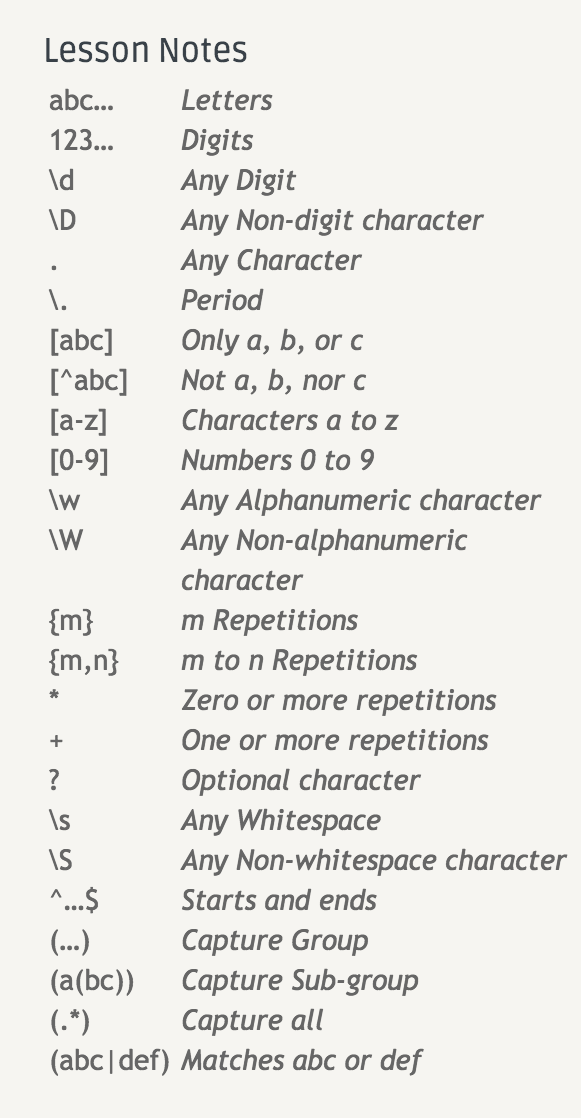 Lesson Notes
abc… Letters
123… Digits
\d Any Digit
\D Any Non-digit character
. Any Character
\. Period
[abc] Only a, b, or c
[^abc] Not a, b, nor c
[a-z] Characters a to z
[0-9] Numbers 0 to 9
\w Any Alphanumeric character
\W Any Non-alphanumeric
character
{m} m Repetitions
{m,n} m to n Repetitions
* Zero or more repetitions
+ One or more repetitions
? Optional character
\s Any Whitespace
\S Any Non-whitespace character
^…$ Starts and ends
(…) Capture Group
(a(bc)) Capture Sub-group
(.*) Capture all
(abc|def) Matches abc or def